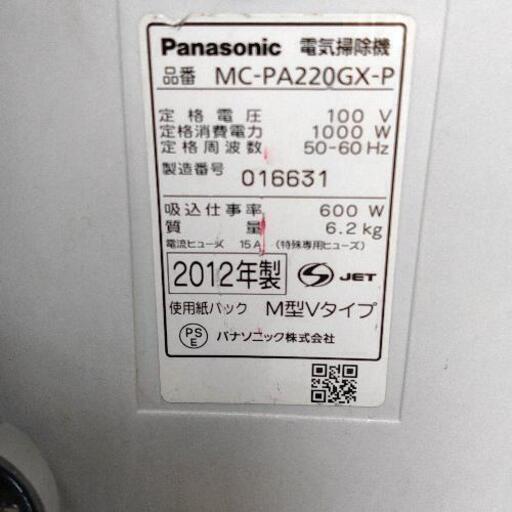 Panasonic 電気掃除機
品番 MC-PA220GX-P
定格電圧 100 V
定格消費電力 1000 W
定格周波数 50-60 Hz
製造番号 016631
吸込仕事率 600 W
質量 6.2 kg
電流ヒューズ 15A (特殊専用ヒューズ)
2012年製 JET
使用紙パック M型Vタイプ
PSE パナソニック株式会社